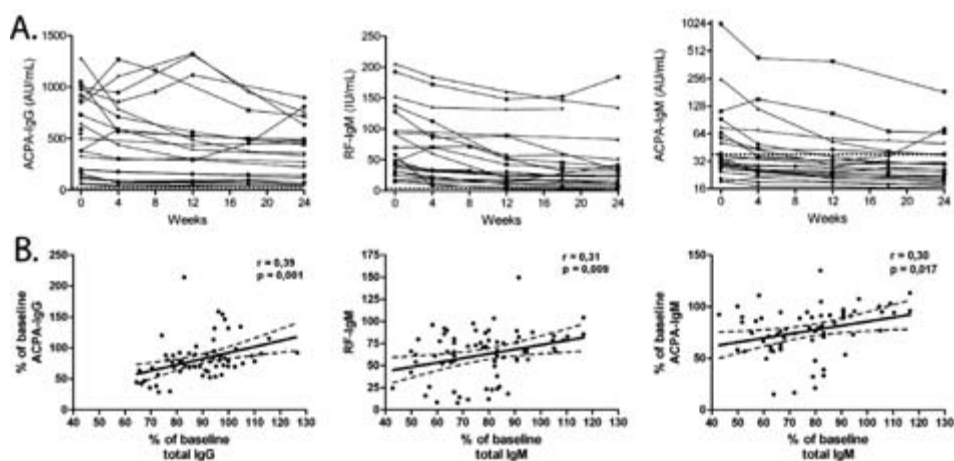 A.
ACPA-IgG (AU/mL)
1500
1000
500
0
0 4 8 12 16 20 24
Weeks
RF-IgM (IU/mL)
250
200
150
100
50
0
0 4 8 12 16 20 24
Weeks
ACPA-IgM (AU/mL)
1024
512
256
128
64
32
16
0 4 8 12 16 20 24
Weeks
B.
% of baseline
ACPA-IgG
250
200
150
100
50
0
r = 0,39
p = 0,001
40 50 60 70 80 90 100 110 120 130
% of baseline
total IgG
% of baseline
RF-IgM
175
150
125
100
75
50
25
0
r = 0,31
p = 0,009
40 50 60 70 80 90 100 110 120 130
% of baseline
total IgM
% of baseline
ACPA-IgM
150
100
50
0
r = 0,30
p = 0,017
40 50 60 70 80 90 100 110 120 130
% of baseline
total IgM